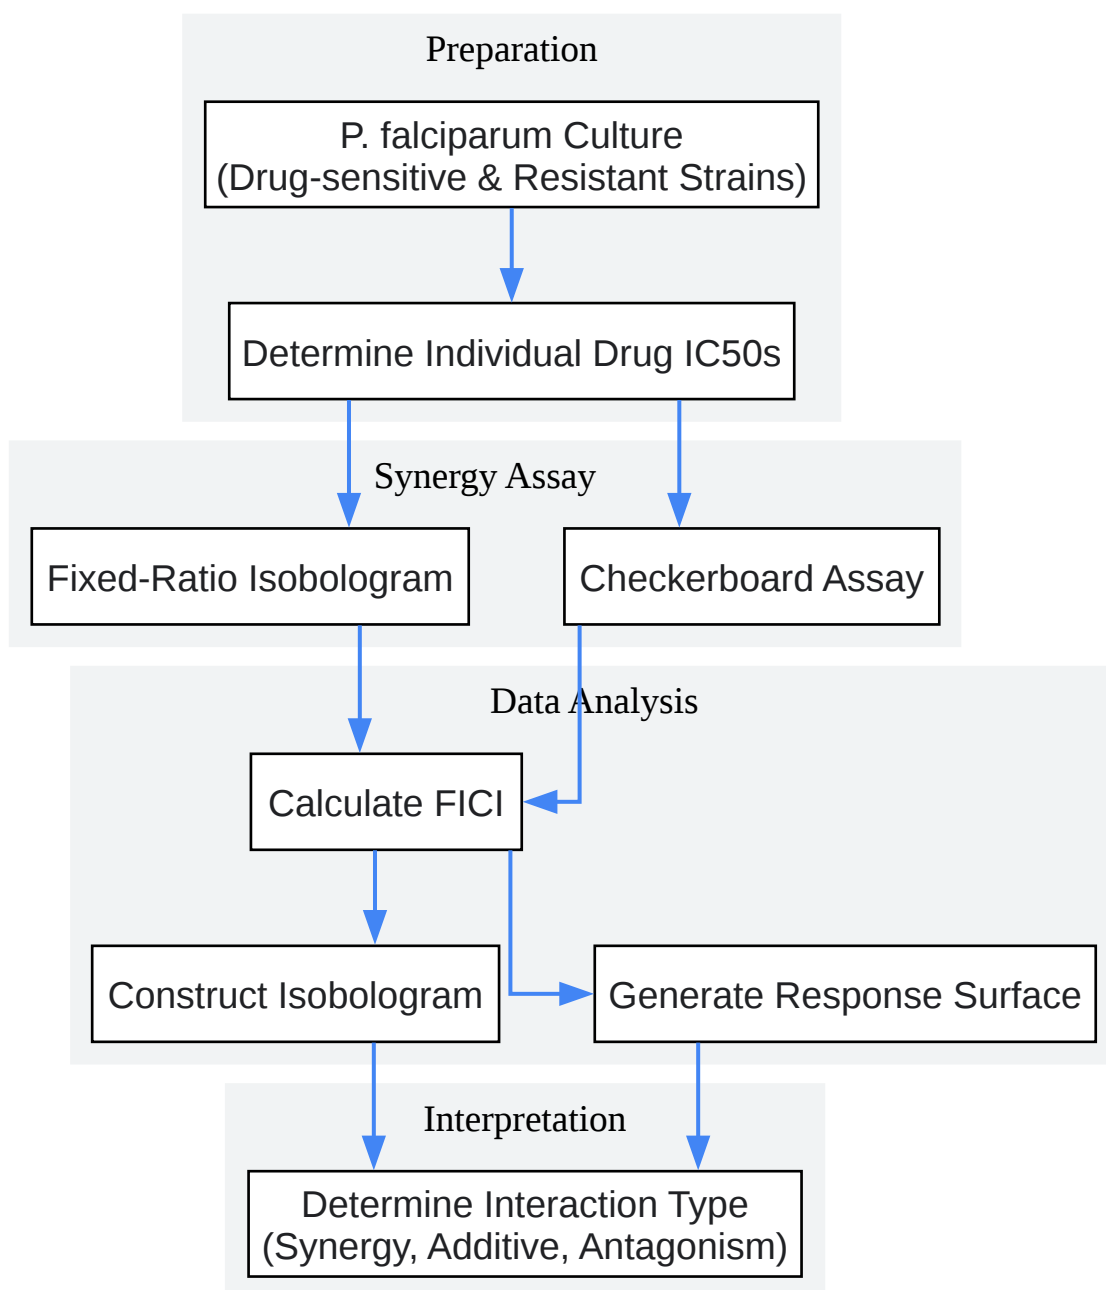 Preparation
P. falciparum Culture
(Drug-sensitive & Resistant Strains)
Determine Individual Drug IC50s
Synergy Assay
Fixed-Ratio Isobologram
Checkerboard Assay
Data Analysis
Calculate FICI
Construct Isobologram
Generate Response Surface
Interpretation
Determine Interaction Type
(Synergy, Additive, Antagonism)